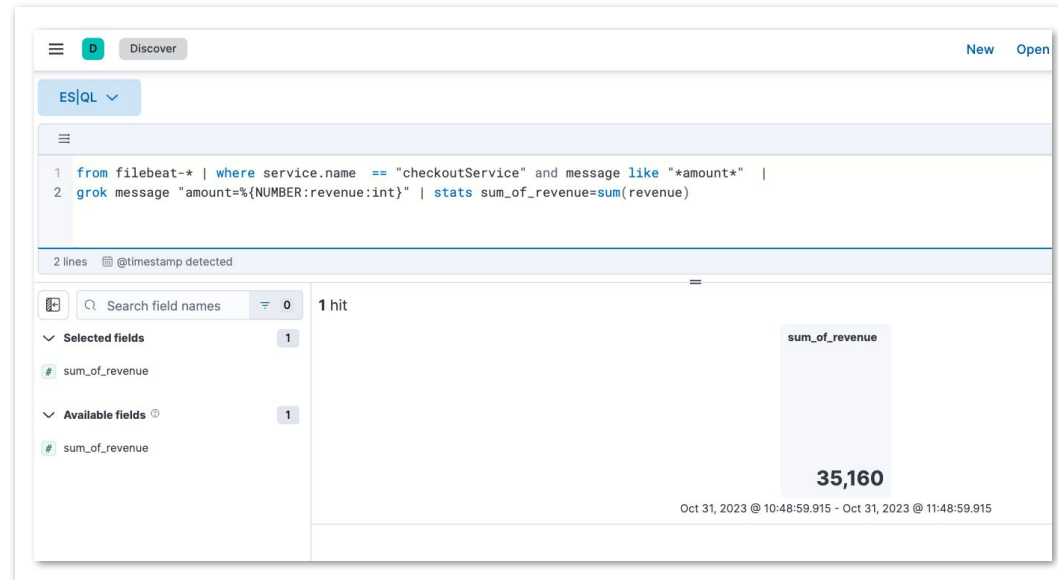 D Discover New Open
ES|QL
1 from filebeat-* | where service.name == "checkoutService" and message like "*amount*" |
2 grok message "amount=%{NUMBER:revenue:int}" | stats sum_of_revenue=sum(revenue)
2 lines @timestamp detected
Search field names 0
1 hit
Selected fields 1
# sum_of_revenue
Available fields 1
# sum_of_revenue
sum_of_revenue
35,160
Oct 31, 2023 @ 10:48:59.915 - Oct 31, 2023 @ 11:48:59.915